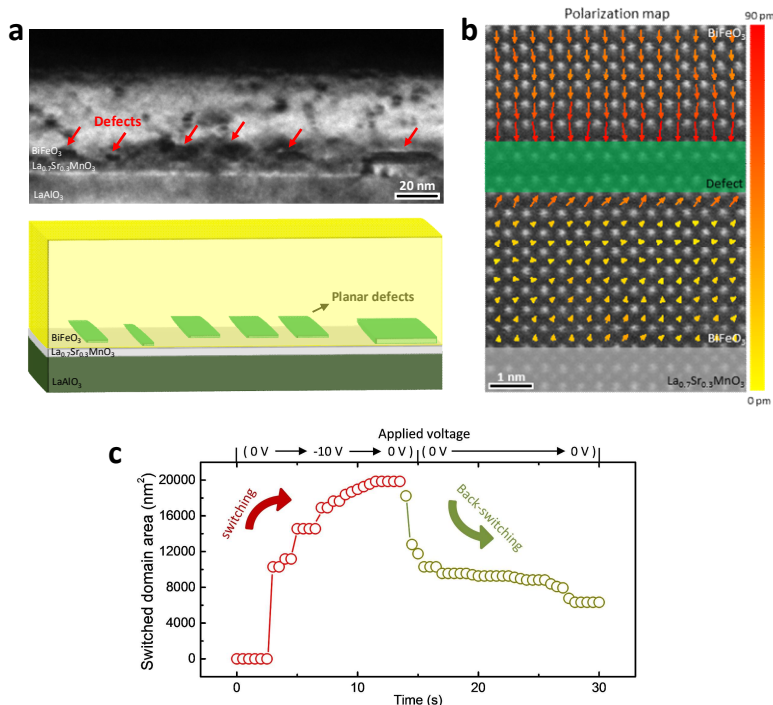 a
Defects
BiFeO₃
La₀.₇Sr₀.₃MnO₃
LaAlO₃
20 nm
Planar defects
BiFeO₃
La₀.₇Sr₀.₃MnO₃
LaAlO₃
b
Polarization map
90 pm
BiFeO₃
Defect
BiFeO₃
La₀.₇Sr₀.₃MnO₃
1 nm
0 pm
c
Applied voltage
( 0 V -10 V 0 V ) ( 0 V 0 V )
switching
Back-switching
Switched domain area (nm²)
20000
16000
12000
8000
4000
0
0 10 20 30
Time (s)